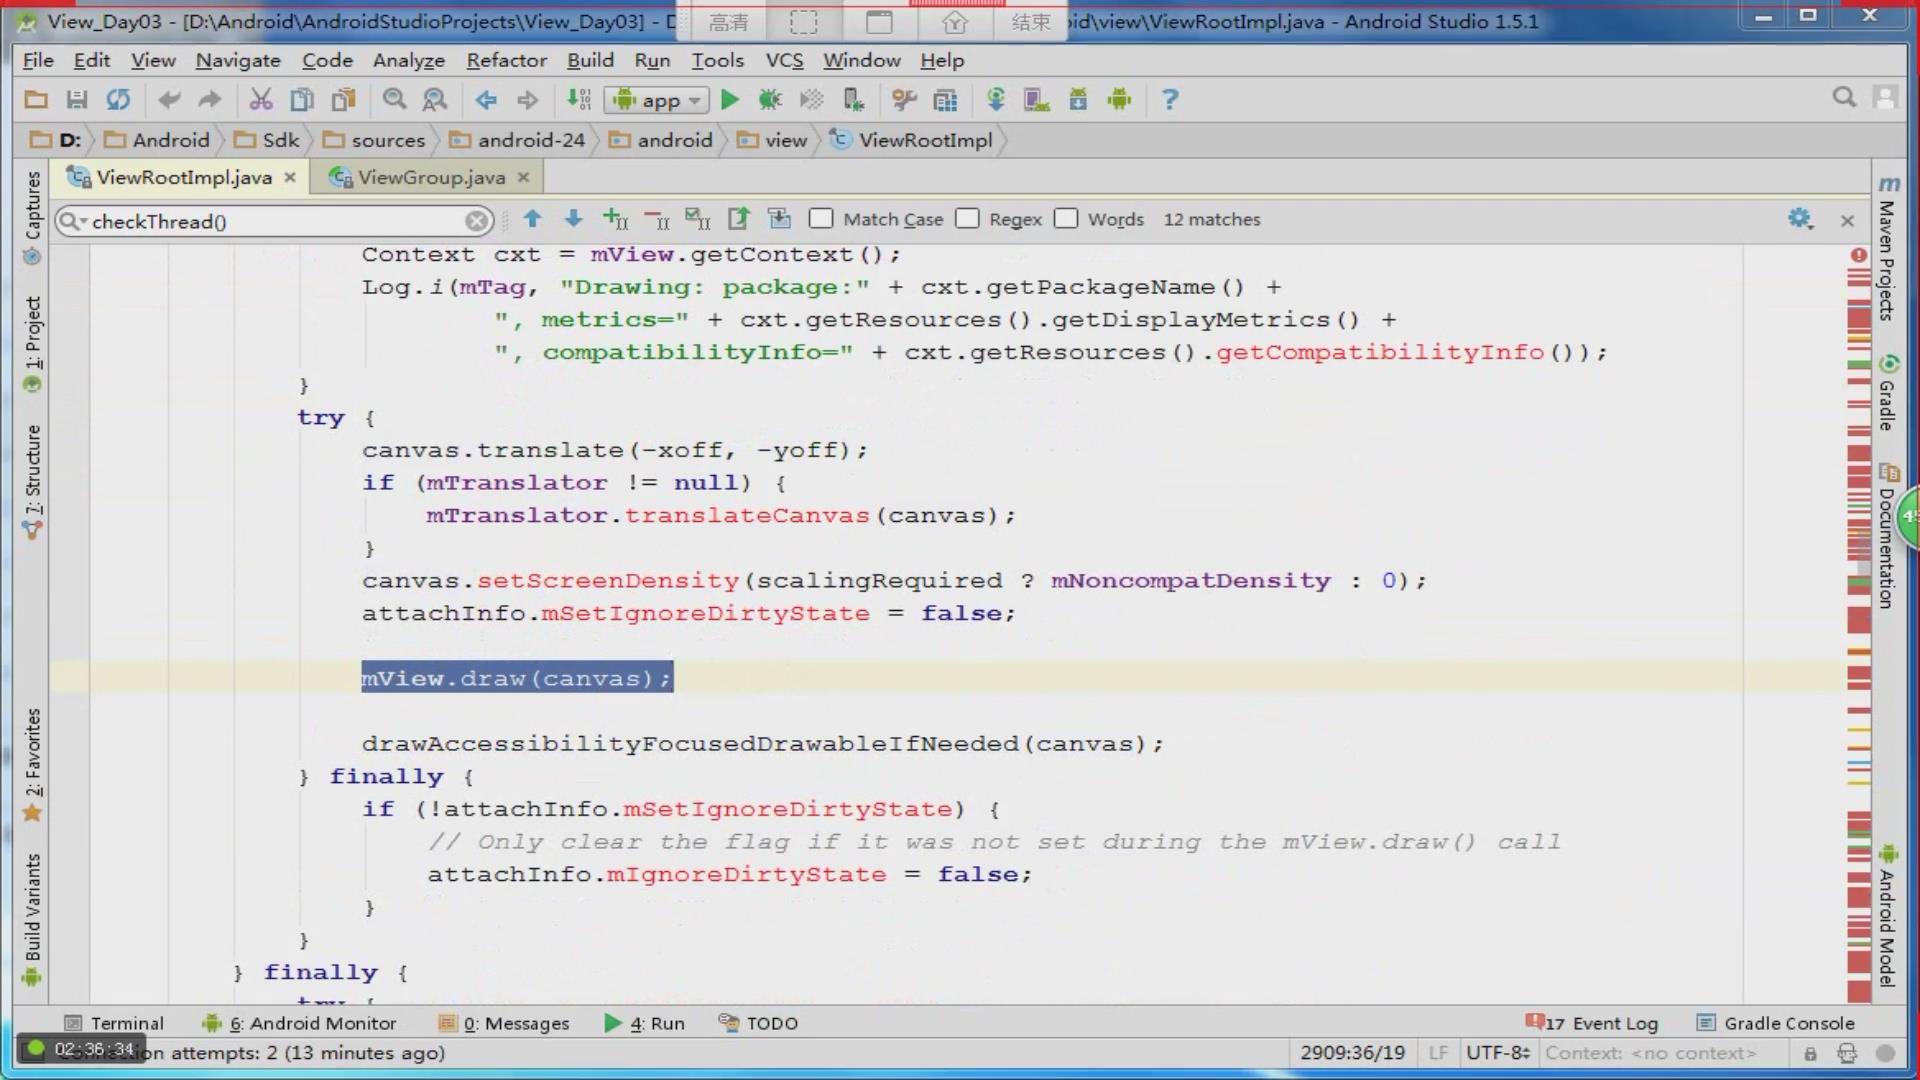 View_Day03 - [D:\Android\AndroidStudioProjects\View_Day03] - D
高清
结束
id\view\ViewRootImpl.java - Android Studio 1.5.1
File Edit View Navigate Code Analyze Refactor Build Run Tools VCS Window Help
app
D: Android Sdk sources android-24 android view ViewRootImpl
ViewRootImpl.java ViewGroup.java
checkThread() Match Case Regex Words 12 matches
Context cxt = mView.getContext();
Log.i(mTag, "Drawing: package:" + cxt.getPackageName() +
", metrics=" + cxt.getResources().getDisplayMetrics() +
", compatibilityInfo=" + cxt.getResources().getCompatibilityInfo());
}
try {
canvas.translate(-xoff, -yoff);
if (mTranslator != null) {
mTranslator.translateCanvas(canvas);
}
canvas.setScreenDensity(scalingRequired ? mNoncompatDensity : 0);
attachInfo.mSetIgnoreDirtyState = false;
mView.draw(canvas);
drawAccessibilityFocusedDrawableIfNeeded(canvas);
} finally {
if (!attachInfo.mSetIgnoreDirtyState) {
// Only clear the flag if it was not set during the mView.draw() call
attachInfo.mIgnoreDirtyState = false;
}
}
} finally {
try {
Captures
1: Project
7: Structure
2: Favorites
Build Variants
Maven Projects
Gradle
Documentation
Android Model
Terminal 6: Android Monitor 0: Messages 4: Run TODO 17 Event Log Gradle Console
02:36:34
attempts: 2 (13 minutes ago) 2909:36/19 LF UTF-8 Context: <no context>